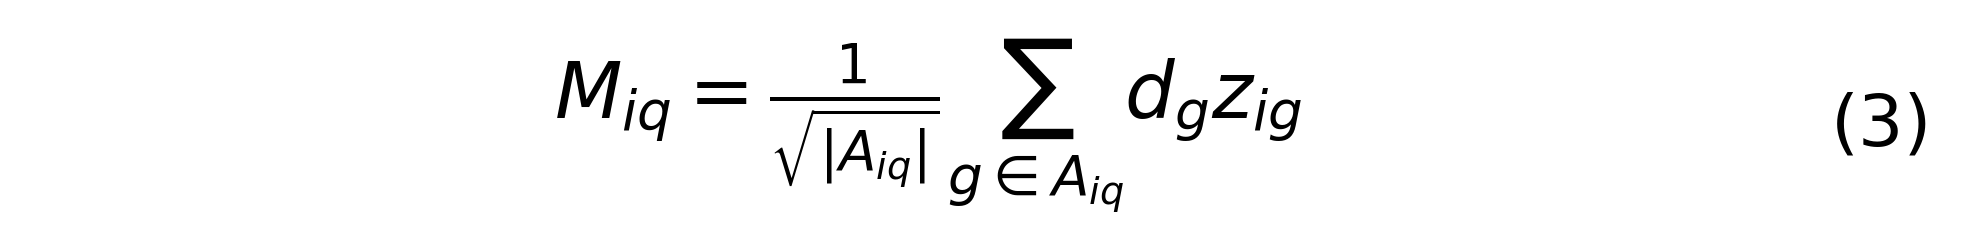 M_{iq} = \frac{1}{\sqrt{|A_{iq}|}} \sum_{g \in A_{iq}} d_g z_{ig} (3)